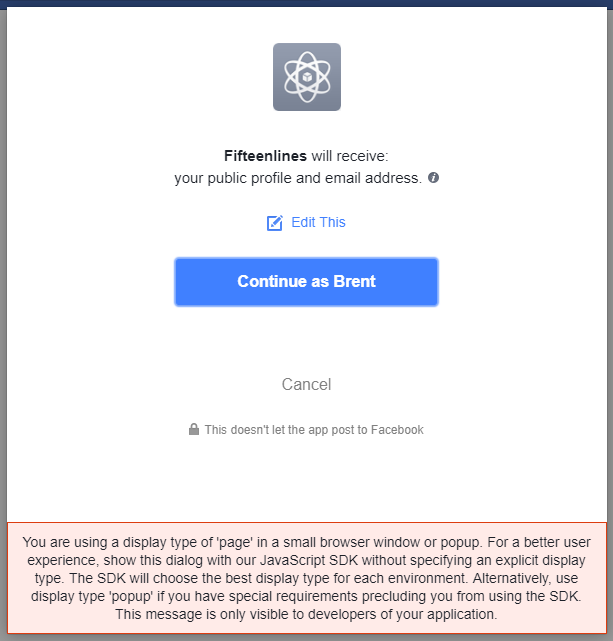 Fifteenlines will receive:
your public profile and email address.
Edit This
Continue as Brent
Cancel
This doesn't let the app post to Facebook
You are using a display type of 'page' in a small browser window or popup. For a better user
experience, show this dialog with our JavaScript SDK without specifying an explicit display
type. The SDK will choose the best display type for each environment. Alternatively, use
display type 'popup' if you have special requirements precluding you from using the SDK.
This message is only visible to developers of your application.